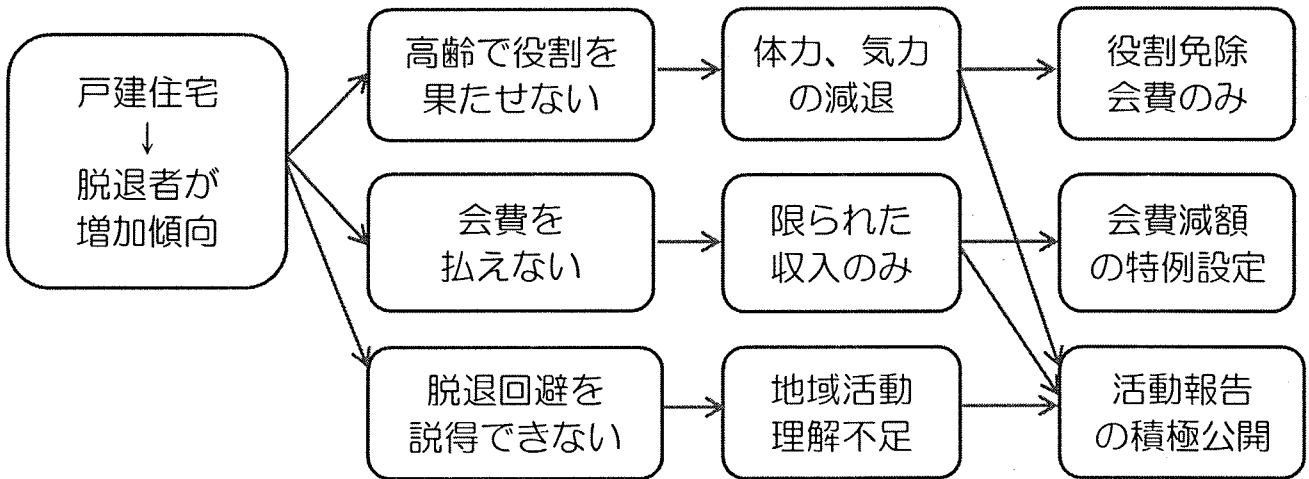 戸建住宅
↓
脱退者が
増加傾向
高齢で役割を
果たせない
体力、気力
の減退
役割免除
会費のみ
会費を
払えない
限られた
収入のみ
会費減額
の特例設定
脱退回避を
説得できない
地域活動
理解不足
活動報告
の積極公開